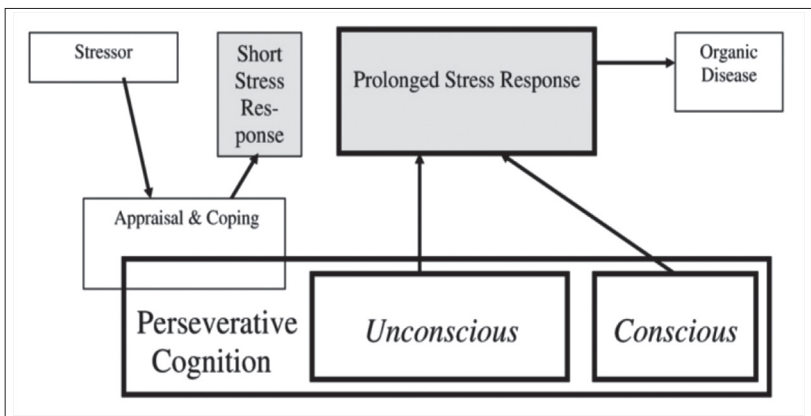 Stressor
Short
Stress
Res-
ponse
Prolonged Stress Response
Organic
Disease
Appraisal & Coping
Perseverative
Cognition
Unconscious
Conscious